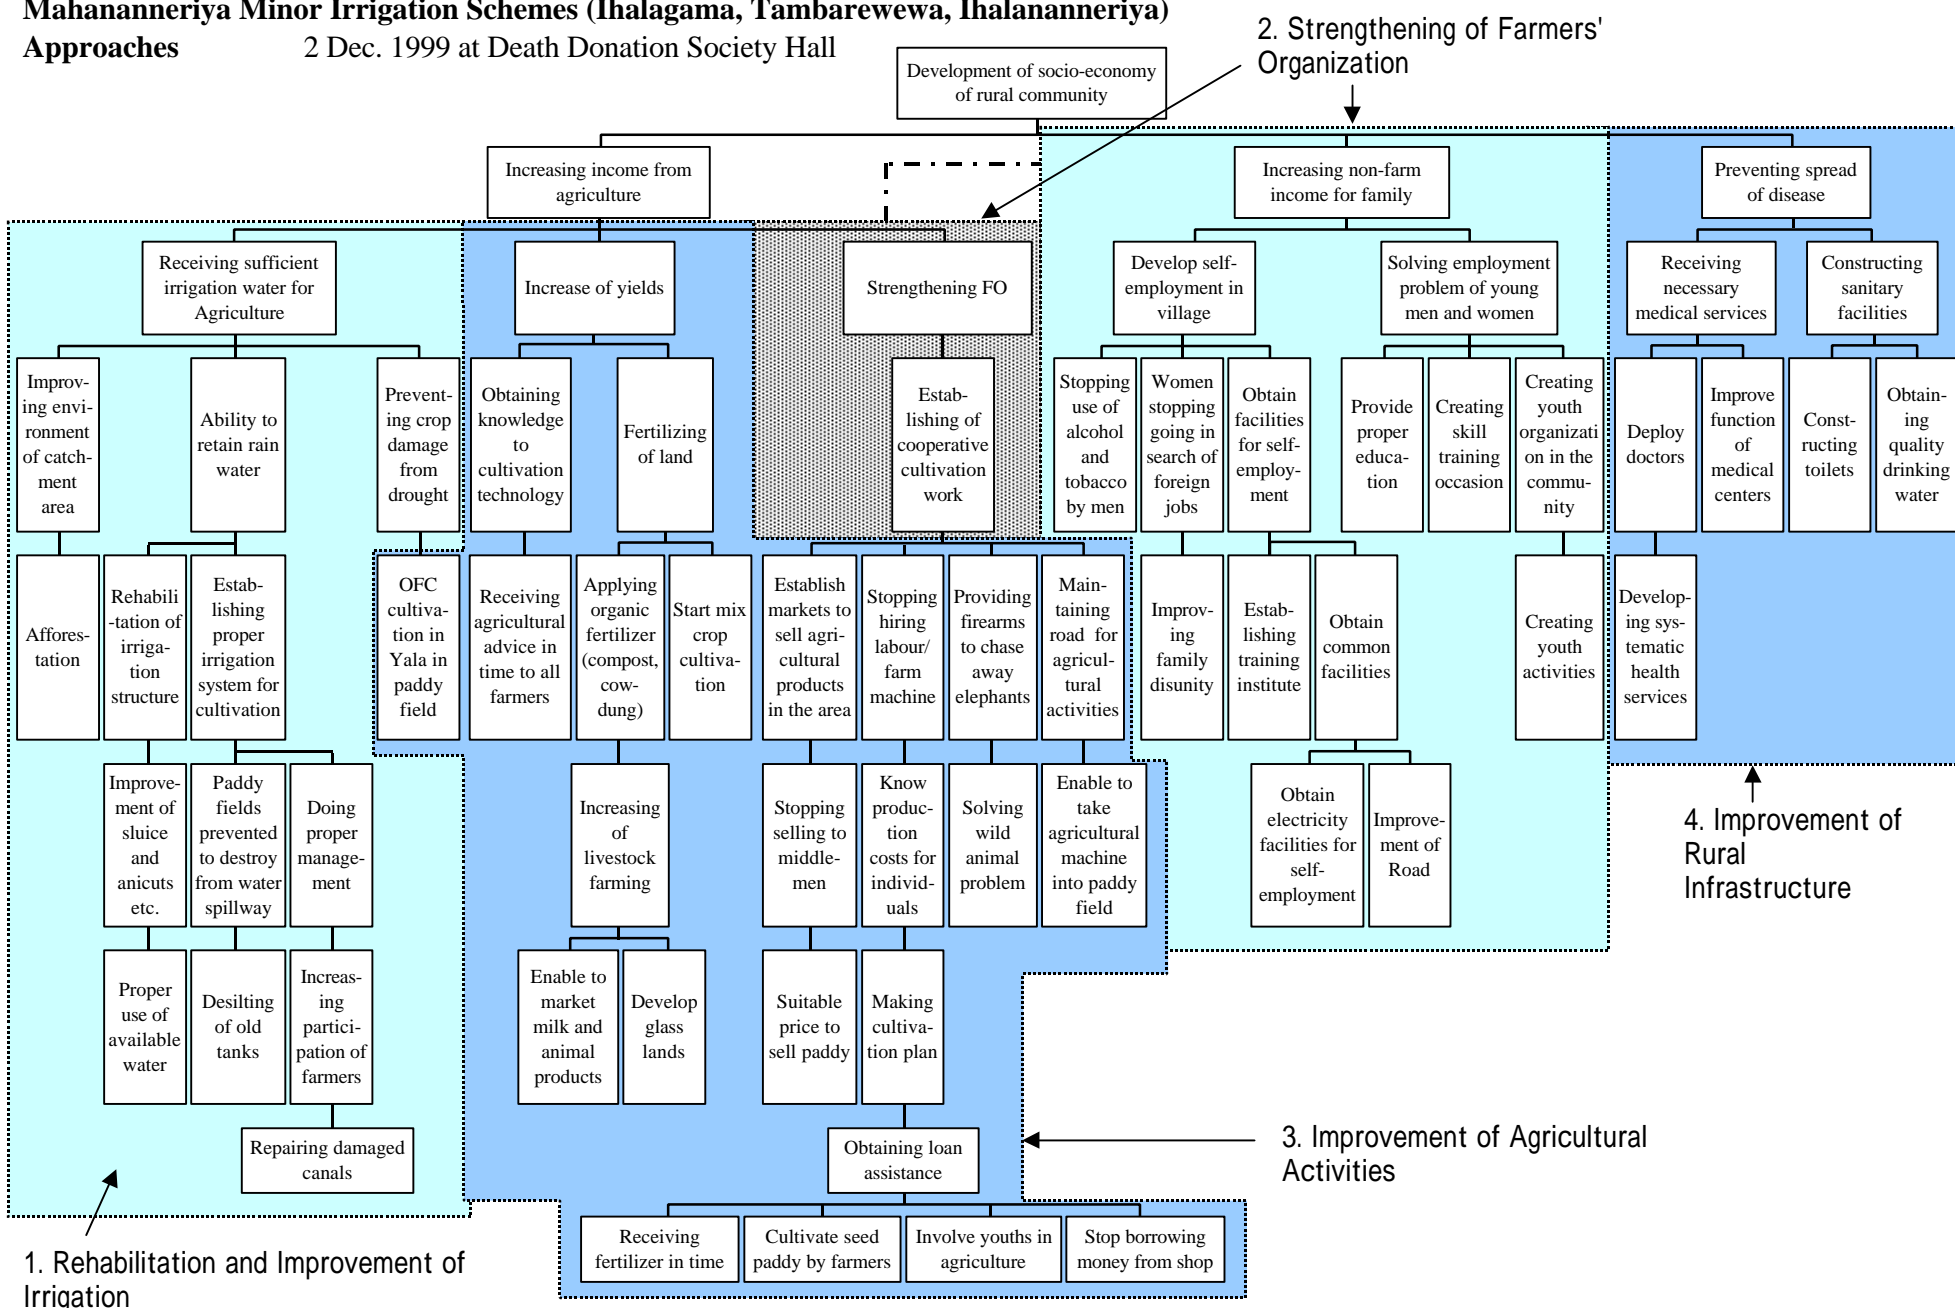 Mahananneriya Minor Irrigation Schemes (Ihalagama, Tambarewewa, Ihalananneriya)
Approaches 2 Dec. 1999 at Death Donation Society Hall
2. Strengthening of Farmers'
Organization
Development of socio-economy
of rural community
Increasing income from
agriculture
Increasing non-farm
income for family
Preventing spread
of disease
Receiving sufficient
irrigation water for
Agriculture
Increase of yields
Strengthening FO
Develop self-
employment in
village
Solving employment
problem of young
men and women
Receiving
necessary
medical services
Constructing
sanitary
facilities
Improv-
ing envi-
ronment
of catch-
ment
area
Ability to
retain rain
water
Prevent-
ing crop
damage
from
drought
Obtaining
knowledge
to
cultivation
technology
Fertilizing
of land
Estab-
lishing of
cooperative
cultivation
work
Stopping
use of
alcohol
and
tobacco
by men
Women
stopping
going in
search of
foreign
jobs
Obtain
facilities
for self-
employ-
ment
Provide
proper
educa-
tion
Creating
skill
training
occasion
Creating
youth
organizati
on in the
commu-
nity
Deploy
doctors
Improve
function
of
medical
centers
Const-
ructing
toilets
Obtain-
ing
quality
drinking
water
Affores-
tation
Rehabili
-tation of
irriga-
tion
structure
Estab-
lishing
proper
irrigation
system for
cultivation
OFC
cultiva-
tion in
Yala in
paddy
field
Receiving
agricultural
advice in
time to all
farmers
Applying
organic
fertilizer
(compost,
cow-
dung)
Start mix
crop
cultiva-
tion
Establish
markets to
sell agri-
cultural
products
in the area
Stopping
hiring
labour/
farm
machine
Providing
firearms
to chase
away
elephants
Main-
taining
road for
agricul-
tural
activities
Improv-
ing
family
disunity
Estab-
lishing
training
institute
Obtain
common
facilities
Creating
youth
activities
Develop-
ing sys-
tematic
health
services
Improve-
ment of
sluice
and
anicuts
etc.
Paddy
fields
prevented
to destroy
from water
spillway
Doing
proper
manage-
ment
Increasing
of
livestock
farming
Stopping
selling to
middle-
men
Know
produc-
tion
costs for
individ-
uals
Solving
wild
animal
problem
Enable to
take
agricultural
machine
into paddy
field
Obtain
electricity
facilities for
self-
employment
Improve-
ment of
Road
4. Improvement of
Rural
Infrastructure
Proper
use of
available
water
Desilting
of old
tanks
Increas-
ing
partici-
pation of
farmers
Enable to
market
milk and
animal
products
Develop
glass
lands
Suitable
price to
sell paddy
Making
cultiva-
tion plan
Repairing damaged
canals
Obtaining loan
assistance
3. Improvement of Agricultural
Activities
Receiving
fertilizer in time
Cultivate seed
paddy by farmers
Involve youths in
agriculture
Stop borrowing
money from shop
1. Rehabilitation and Improvement of
Irrigation